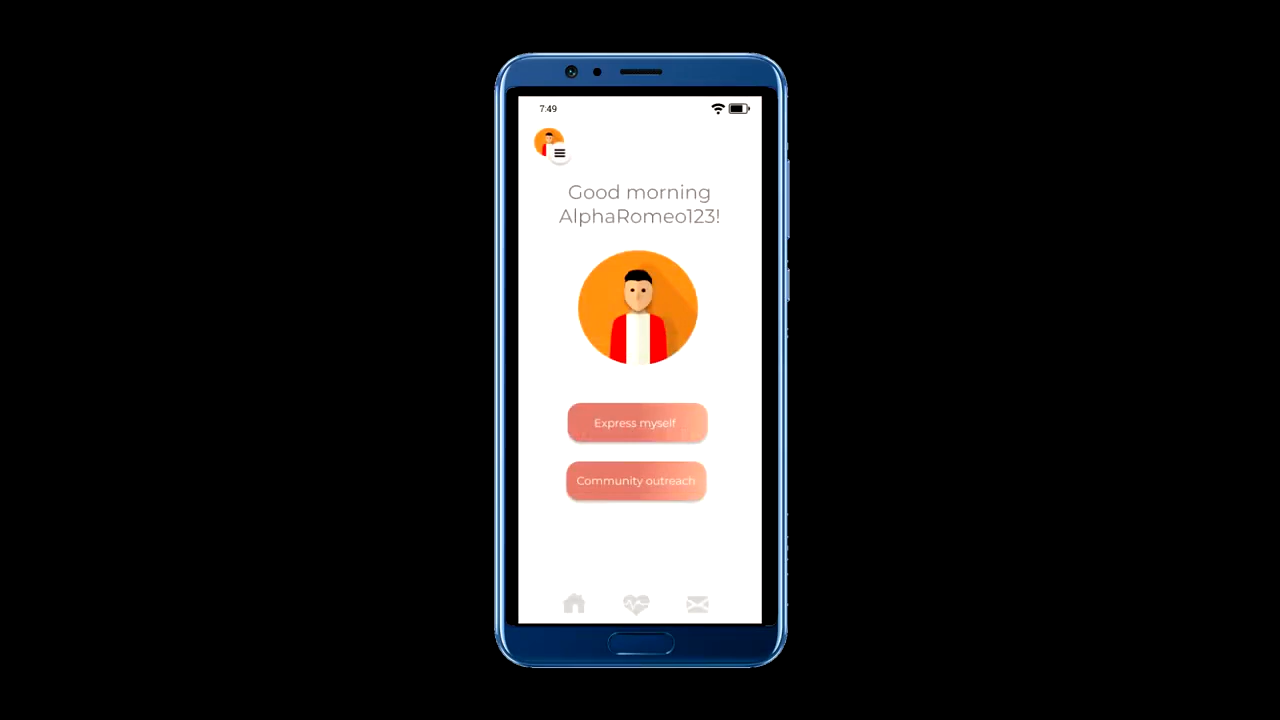 7:49
Good morning
AlphaRomeo123!
Express myself
Community outreach